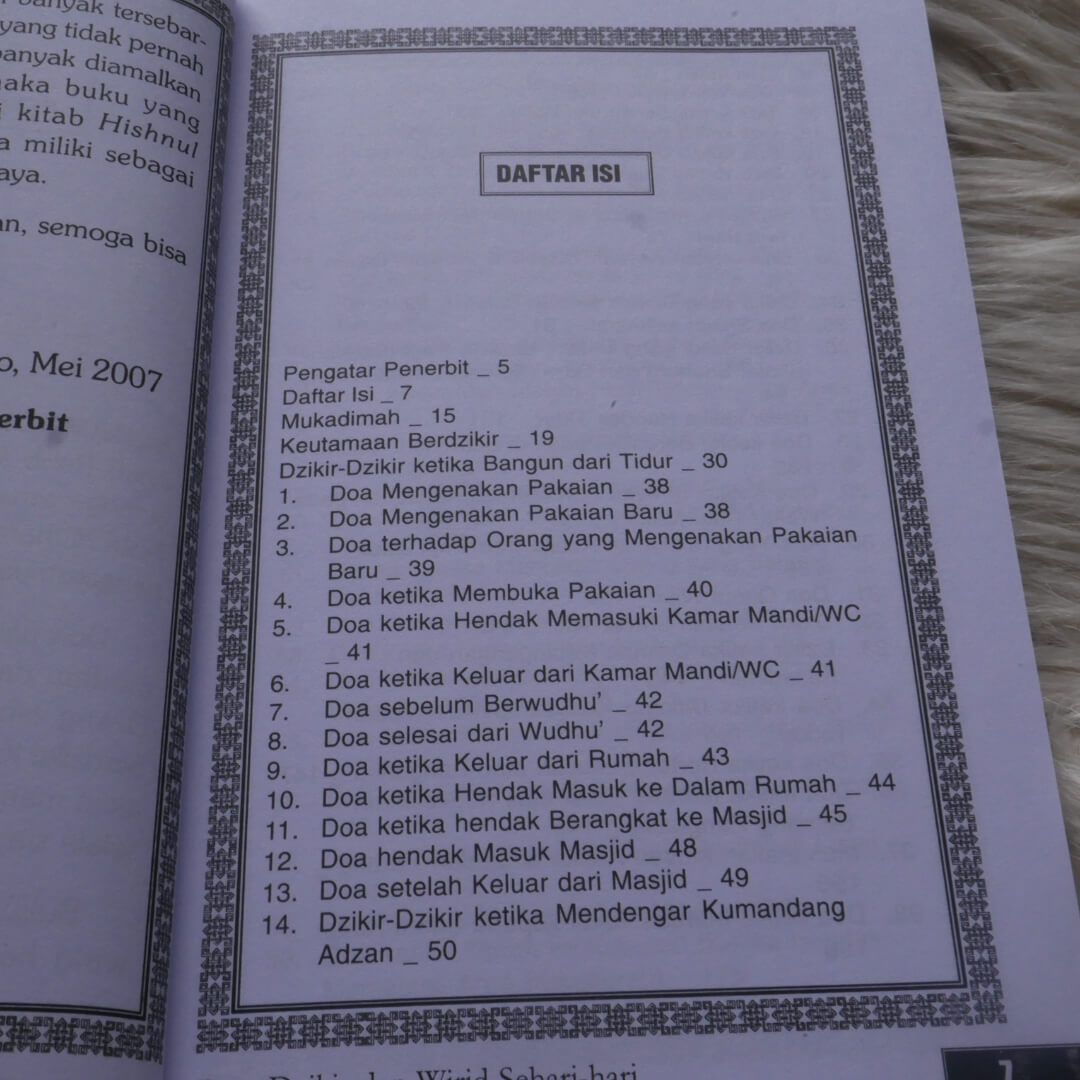 banyak tersebar-
yang tidak pernah
banyak diamalkan
aka buku yang
kitab Hishnul
miliki sebagai
aya.
an, semoga bisa
o, Mei 2007
erbit
DAFTAR ISI
Pengatar Penerbit _ 5
Daftar Isi _ 7
Mukadimah _ 15
Keutamaan Berdzikir _ 19
Dzikir-Dzikir ketika Bangun dari Tidur _ 30
1. Doa Mengenakan Pakaian _ 38
2. Doa Mengenakan Pakaian Baru _ 38
3. Doa terhadap Orang yang Mengenakan Pakaian
Baru _ 39
4. Doa ketika Membuka Pakaian _ 40
5. Doa ketika Hendak Memasuki Kamar Mandi/WC
_ 41
6. Doa ketika Keluar dari Kamar Mandi/WC _ 41
7. Doa sebelum Berwudhu' _ 42
8. Doa selesai dari Wudhu' _ 42
9. Doa ketika Keluar dari Rumah _ 43
10. Doa ketika Hendak Masuk ke Dalam Rumah _ 44
11. Doa ketika hendak Berangkat ke Masjid _ 45
12. Doa hendak Masuk Masjid _ 48
13. Doa setelah Keluar dari Masjid _ 49
14. Dzikir-Dzikir ketika Mendengar Kumandang
Adzan _ 50
Wirid Sehari-hari
7